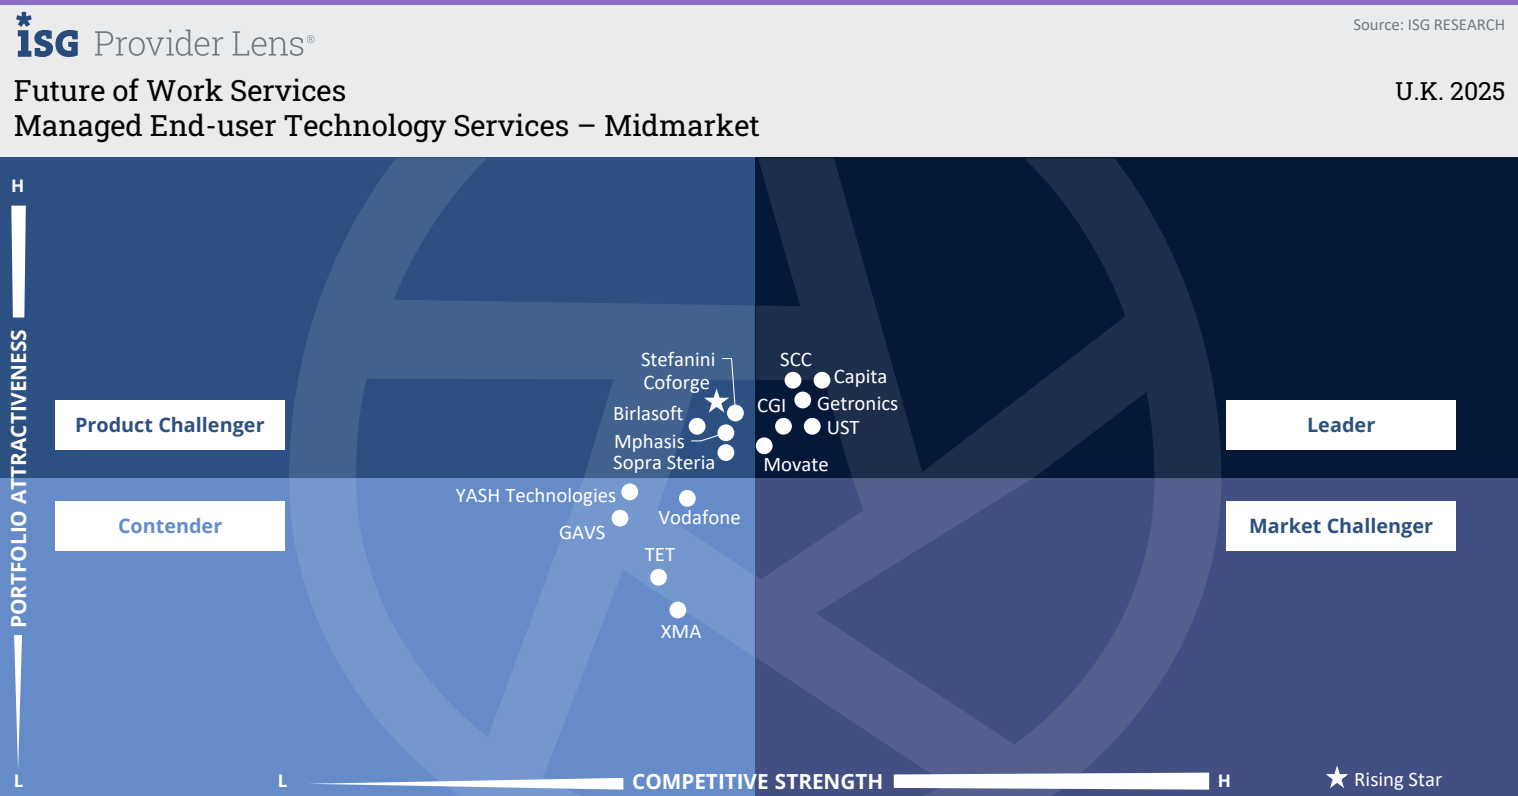 ISG Provider Lens®
Source: ISG RESEARCH
Future of Work Services
U.K. 2025
Managed End-user Technology Services – Midmarket
H
PORTFOLIO ATTRACTIVENESS
L
Product Challenger
Leader
Contender
Market Challenger
Stefanini
Coforge
Birlasoft
Mphasis
Sopra Steria
SCC
Capita
CGI
Getronics
UST
Movate
YASH Technologies
Vodafone
GAVS
TET
XMA
L
COMPETITIVE STRENGTH
H
Rising Star